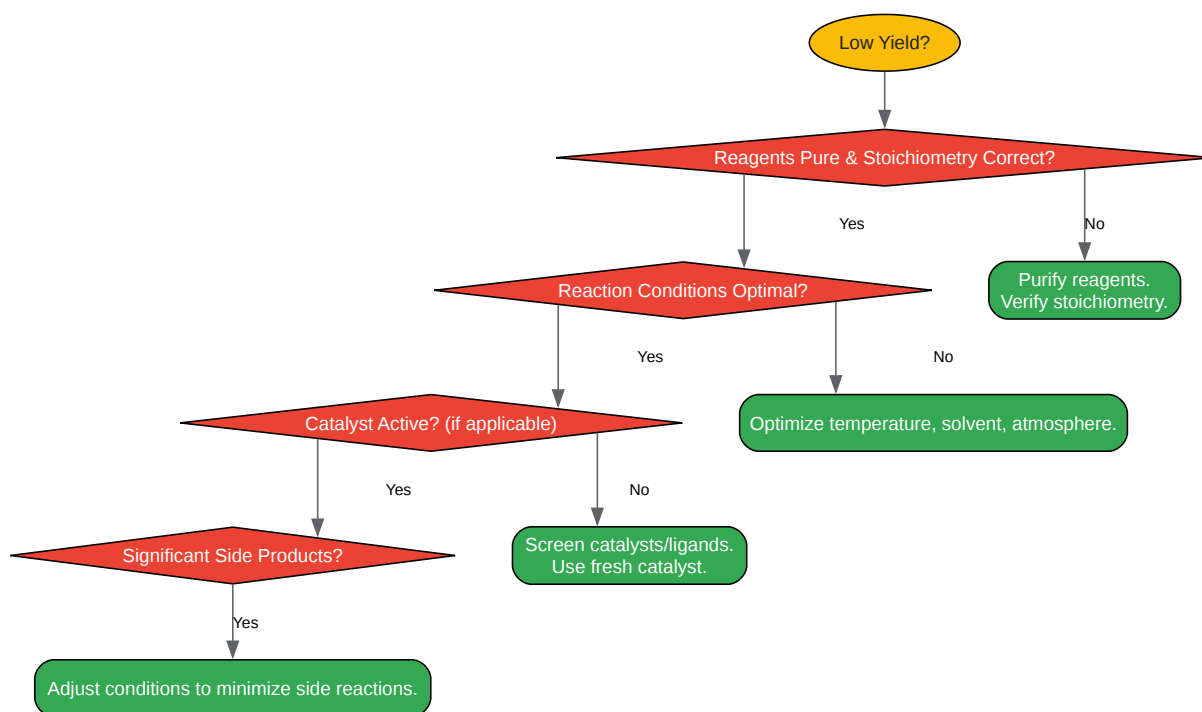 Low Yield?
Reagents Pure & Stoichiometry Correct?
Yes
No
Purify reagents.
Verify stoichiometry.
Reaction Conditions Optimal?
Yes
No
Catalyst Active? (if applicable)
Optimize temperature, solvent, atmosphere.
Yes
No
Significant Side Products?
Screen catalysts/ligands.
Use fresh catalyst.
Yes
Adjust conditions to minimize side reactions.